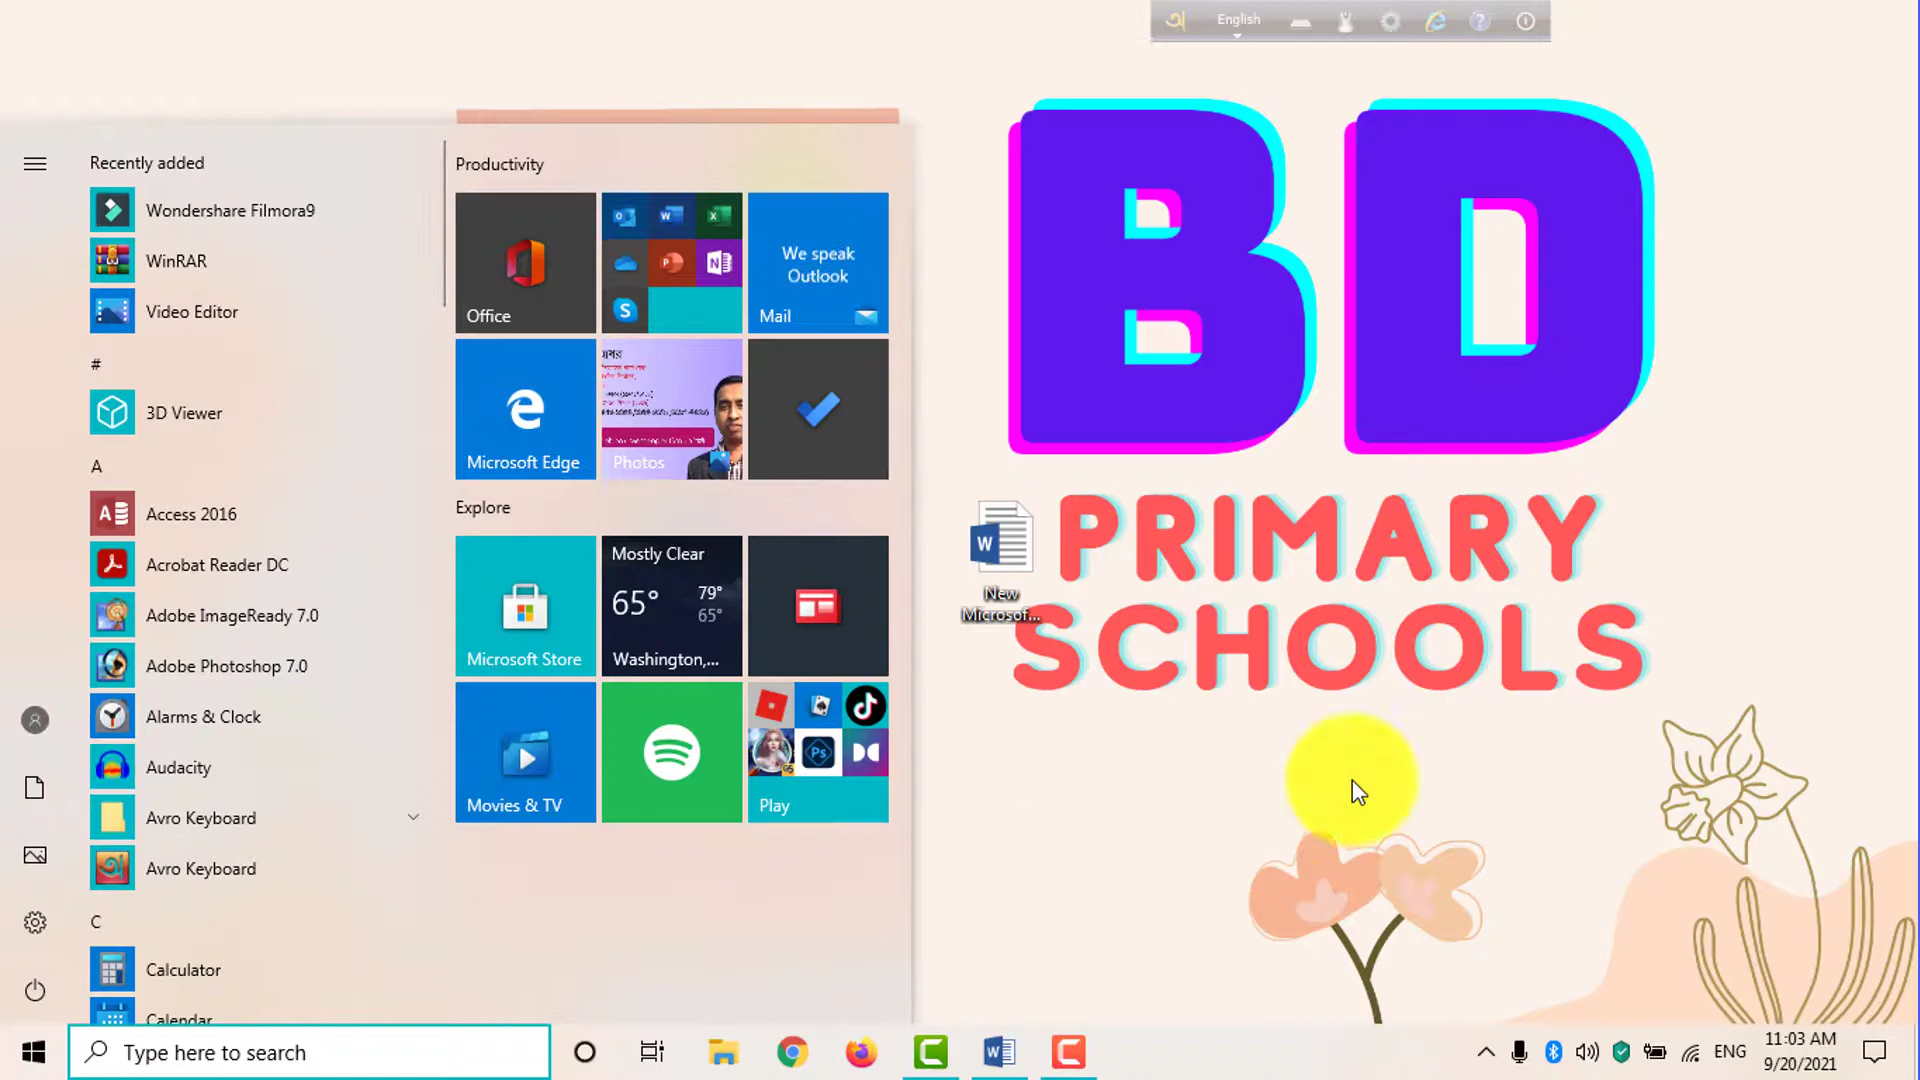 English
BD
PRIMARY
SCHOOLS
New
Microsof...
Recently added
Wondershare Filmora9
WinRAR
Video Editor
#
3D Viewer
A
Access 2016
Acrobat Reader DC
Adobe ImageReady 7.0
Adobe Photoshop 7.0
Alarms & Clock
Audacity
Avro Keyboard
Avro Keyboard
C
Calculator
Calendar
Productivity
Office
We speak
Outlook
Mail
Microsoft Edge
Photos
Explore
Microsoft Store
Mostly Clear
65° 79°
65°
Washington,...
Movies & TV
Play
Type here to search
ENG
11:03 AM
9/20/2021